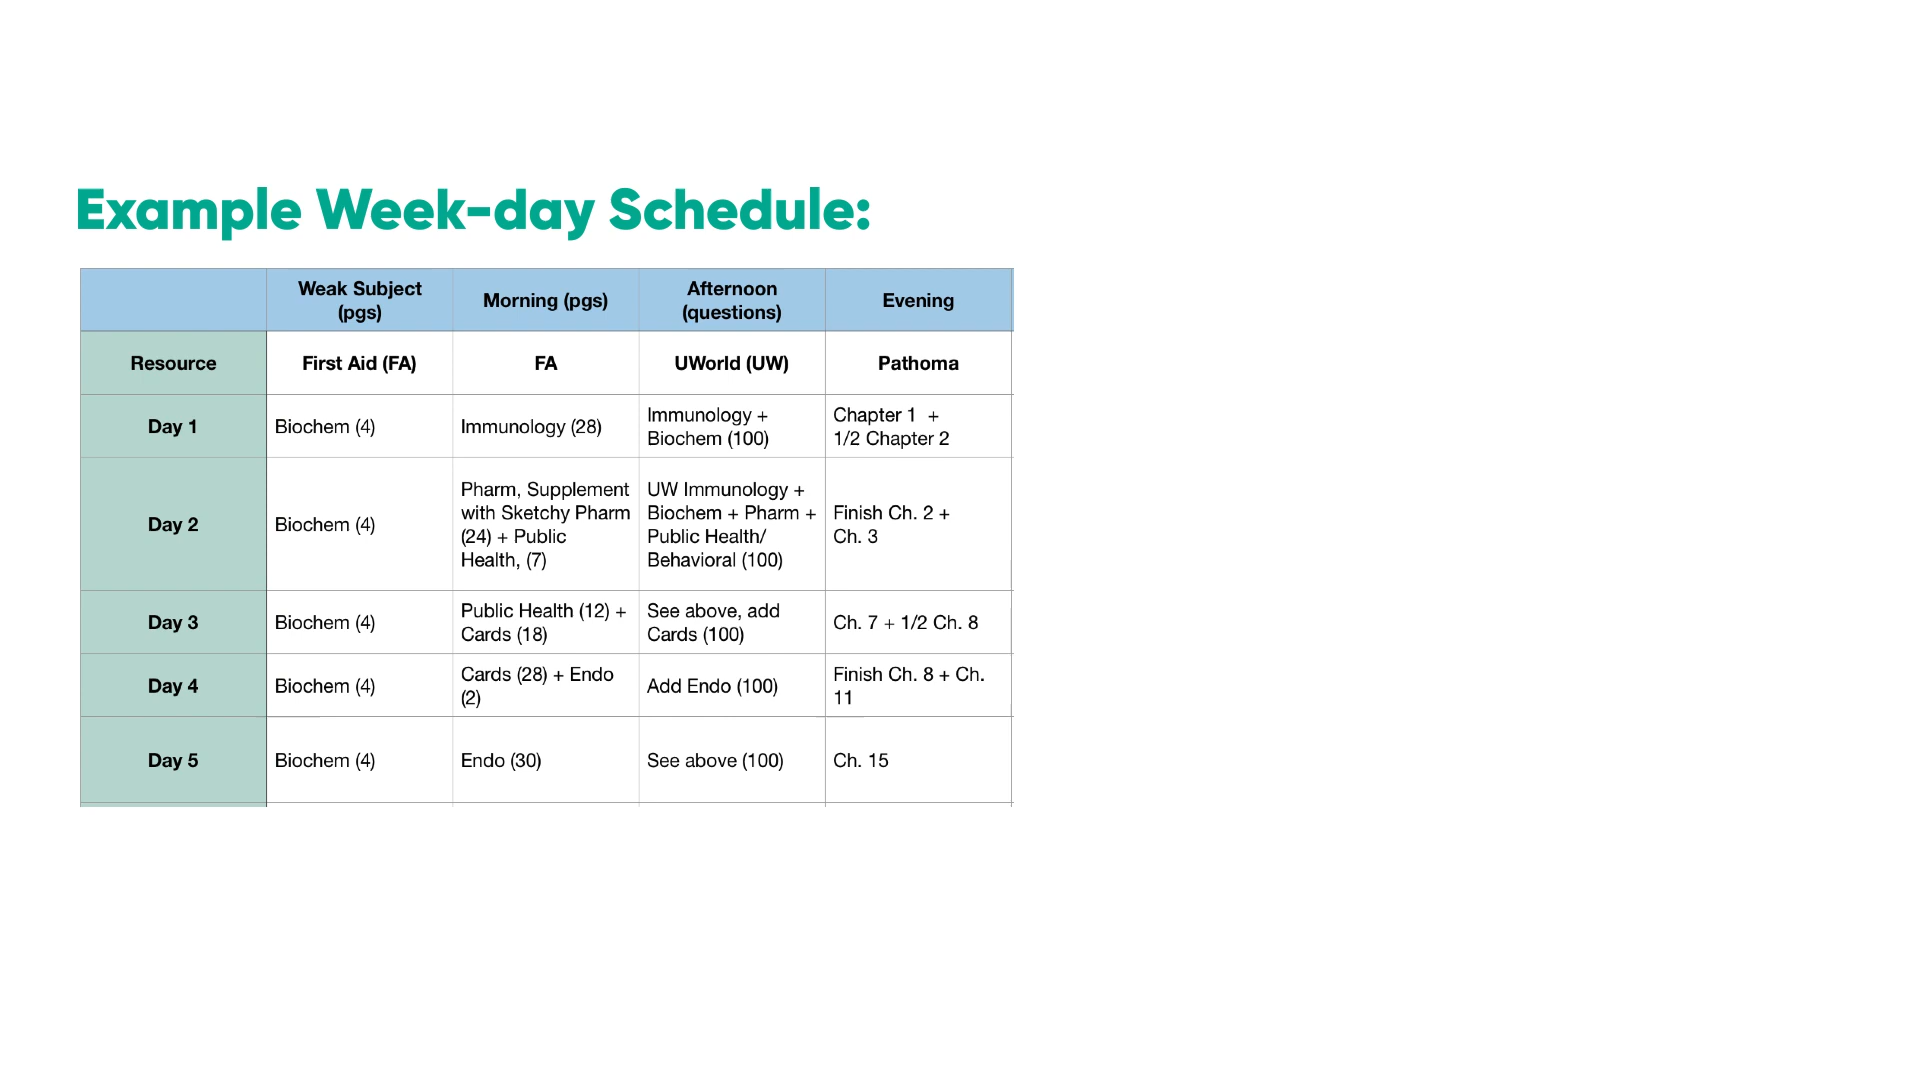 Example Week-day Schedule:
Weak Subject
(pgs)
Morning (pgs)
Afternoon
(questions)
Evening
Resource
First Aid (FA)
FA
UWorld (UW)
Pathoma
Day 1
Biochem (4)
Immunology (28)
Immunology +
Biochem (100)
Chapter 1 +
1/2 Chapter 2
Day 2
Biochem (4)
Pharm, Supplement
with Sketchy Pharm
(24) + Public
Health, (7)
UW Immunology +
Biochem + Pharm +
Public Health/
Behavioral (100)
Finish Ch. 2 +
Ch. 3
Day 3
Biochem (4)
Public Health (12) +
Cards (18)
See above, add
Cards (100)
Ch. 7 + 1/2 Ch. 8
Day 4
Biochem (4)
Cards (28) + Endo
(2)
Add Endo (100)
Finish Ch. 8 + Ch.
11
Day 5
Biochem (4)
Endo (30)
See above (100)
Ch. 15